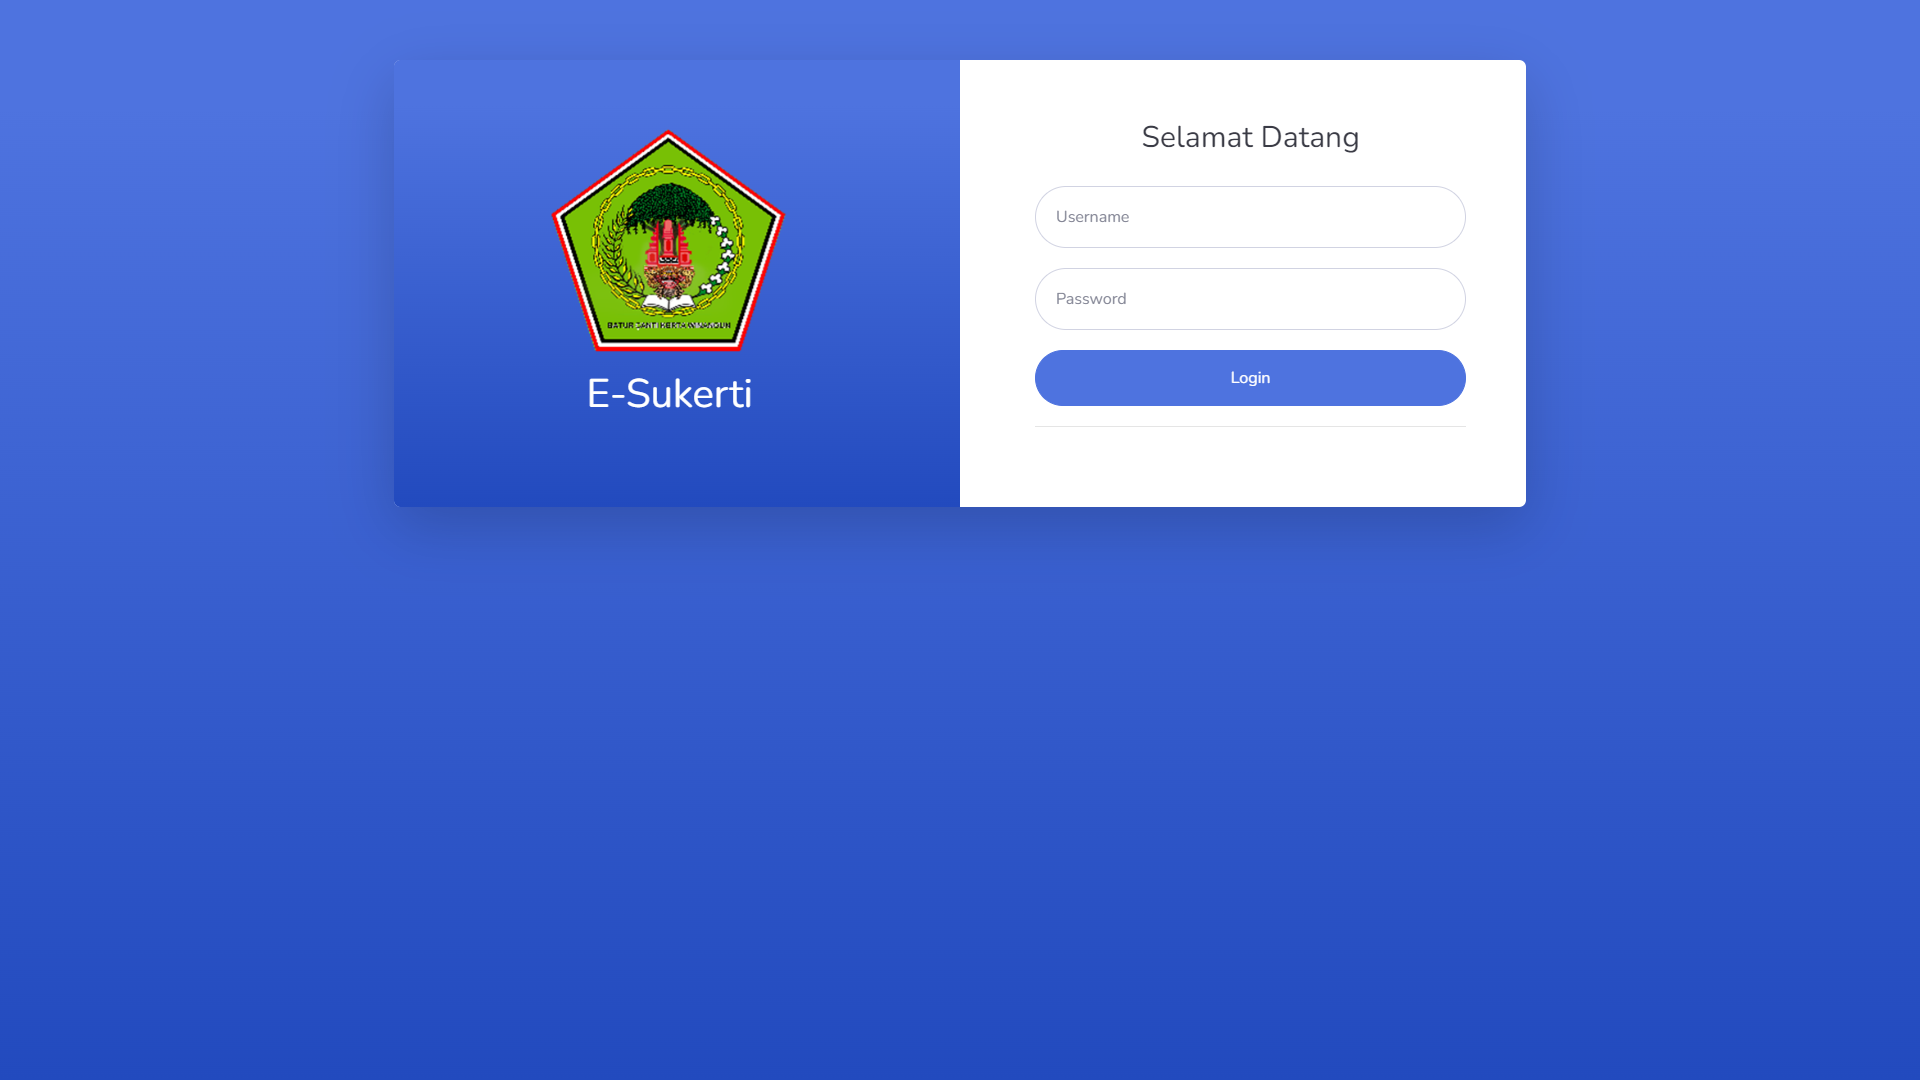 E-Sukerti
Selamat Datang
Username
Password
Login